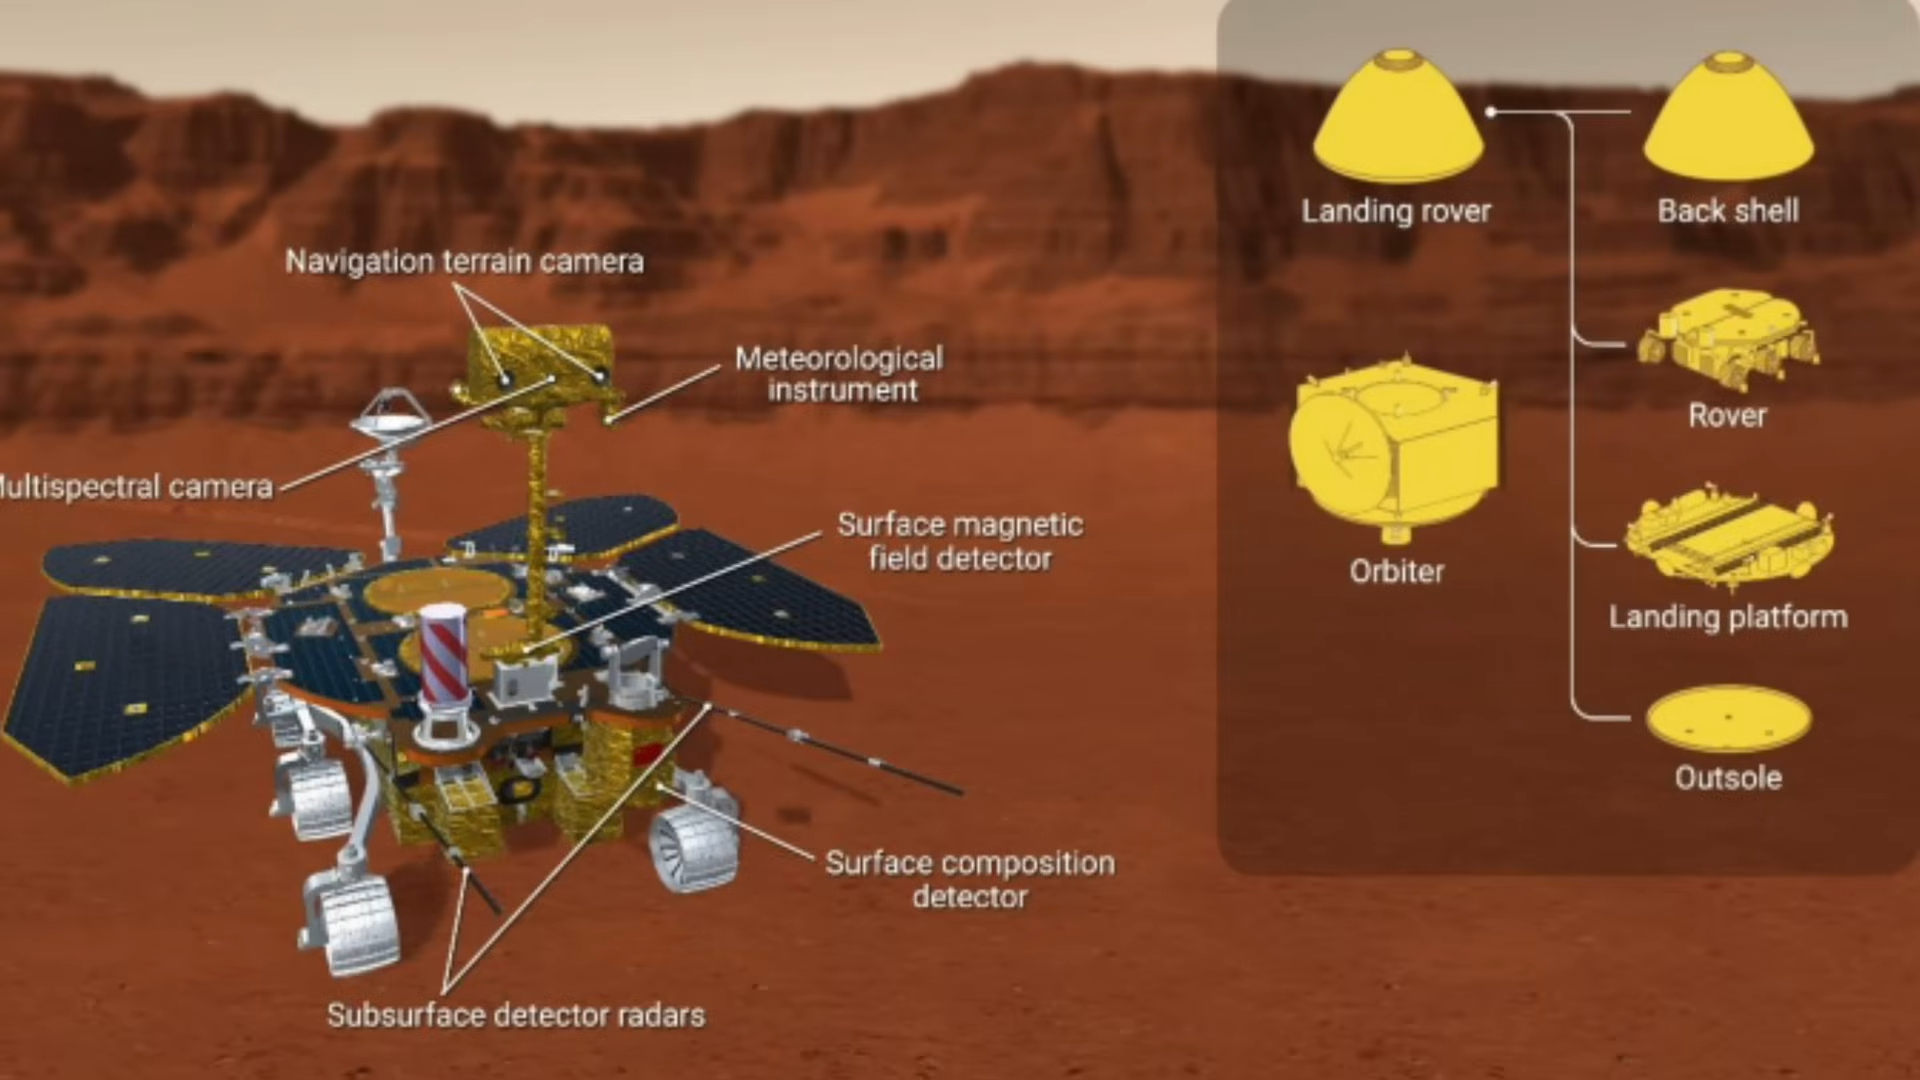 Navigation terrain camera
Meteorological
instrument
Multispectral camera
Surface magnetic
field detector
Surface composition
detector
Subsurface detector radars
Landing rover
Back shell
Rover
Orbiter
Landing platform
Outsole